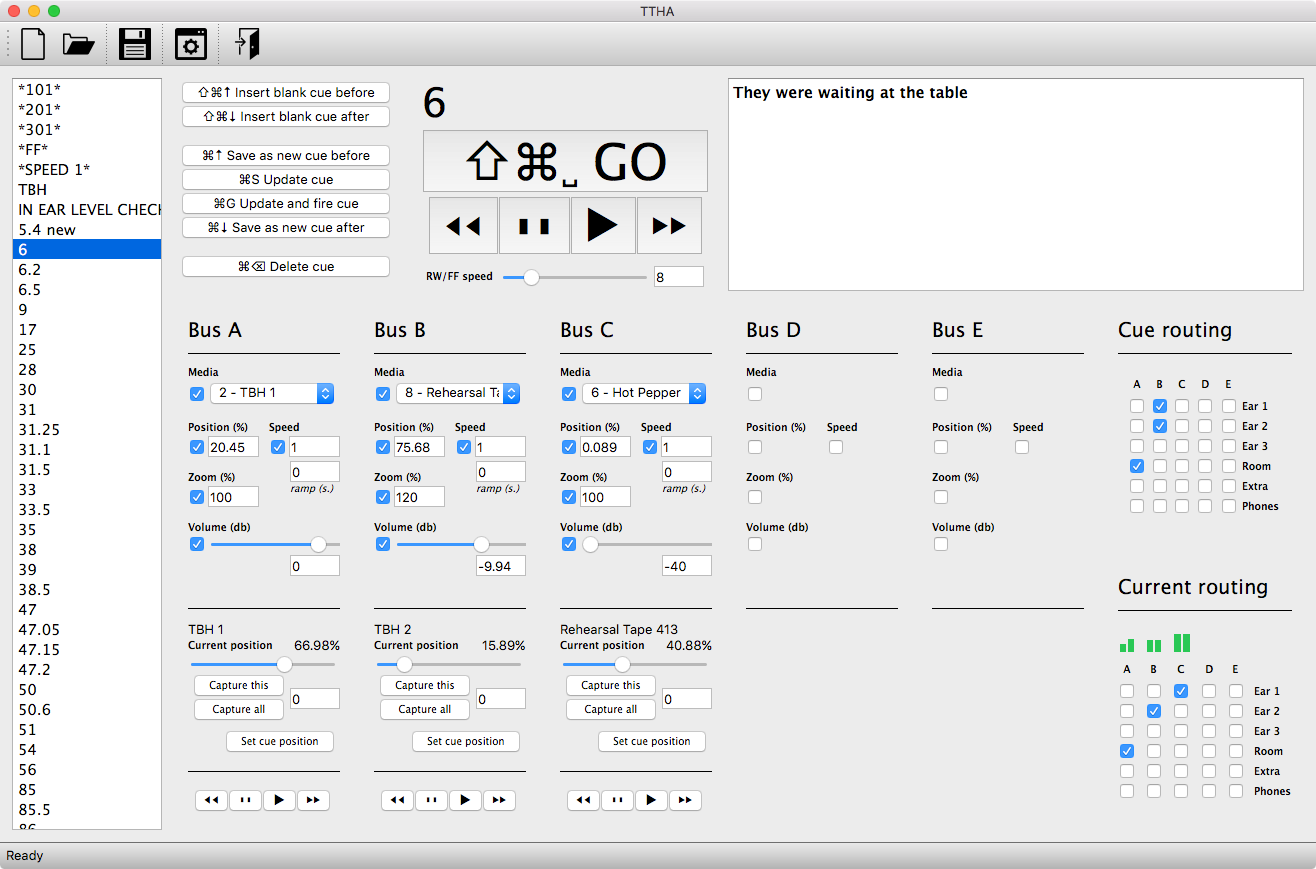 TTHA
*101*
*201*
*301*
*FF*
*SPEED 1*
TBH
IN EAR LEVEL CHECK
5.4 new
6
6.2
6.5
9
17
25
28
30
31
31.25
31.1
31.5
33
33.5
35
38
39
38.5
47
47.05
47.15
47.2
50
50.6
51
54
56
85
85.5
86
⇧⌘↑ Insert blank cue before
⇧⌘↓ Insert blank cue after
⌘↑ Save as new cue before
⌘S Update cue
⌘G Update and fire cue
⌘↓ Save as new cue after
⌘⌫ Delete cue
6
⇧⌘␣ GO
RW/FF speed 8
They were waiting at the table
Bus A
Media
2 - TBH 1
Position (%) Speed
20.45 1
0
Zoom (%) ramp (s.)
100
Volume (db)
0
TBH 1
Current position 66.98%
Capture this
0
Capture all
Set cue position
Bus B
Media
8 - Rehearsal Ta
Position (%) Speed
75.68 1
0
Zoom (%) ramp (s.)
120
Volume (db)
-9.94
TBH 2
Current position 15.89%
Capture this
0
Capture all
Set cue position
Bus C
Media
6 - Hot Pepper
Position (%) Speed
0.089 1
0
Zoom (%) ramp (s.)
100
Volume (db)
-40
Rehearsal Tape 413
Current position 40.88%
Capture this
0
Capture all
Set cue position
Bus D
Media
Position (%) Speed
Zoom (%)
Volume (db)
Bus E
Media
Position (%) Speed
Zoom (%)
Volume (db)
Cue routing
A B C D E
Ear 1
Ear 2
Ear 3
Room
Extra
Phones
Current routing
A B C D E
Ear 1
Ear 2
Ear 3
Room
Extra
Phones
Ready